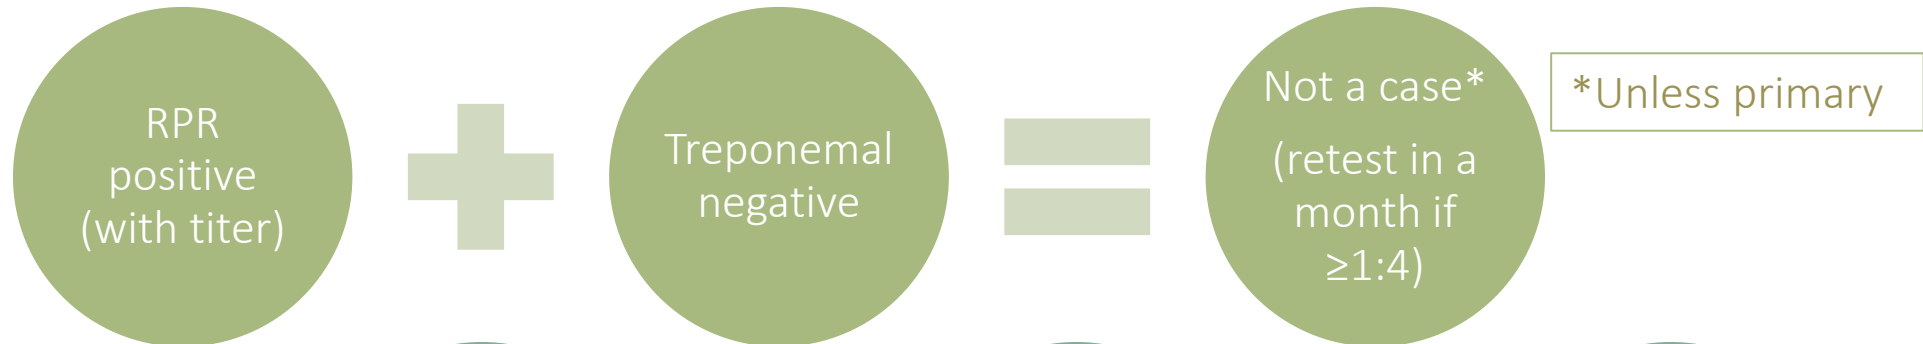 RPR
positive
(with titer)
Treponemal
negative
Not a case*
(retest in a
month if
≥1:4)
*Unless primary